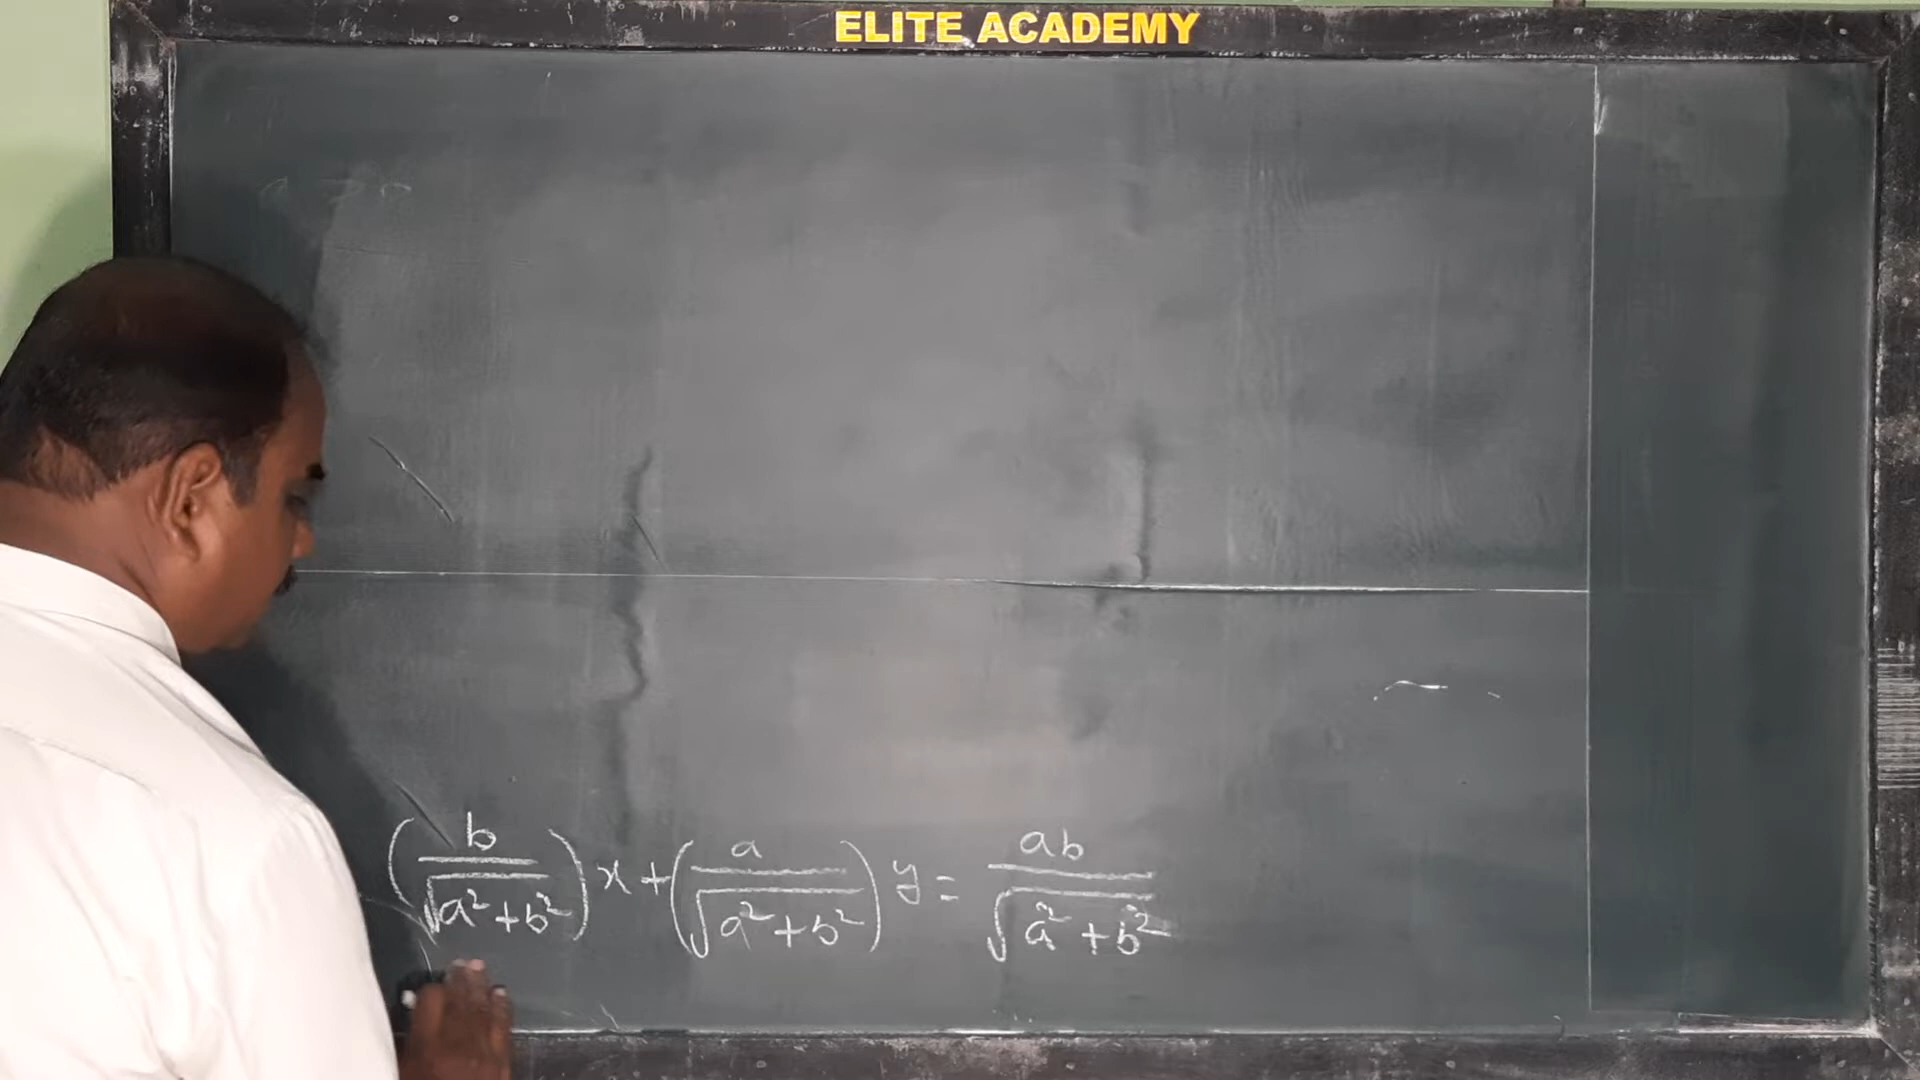 ELITE ACADEMY
(b/√(a²+b²))x+(a/√(a²+b²))y=ab/√(a²+b²)